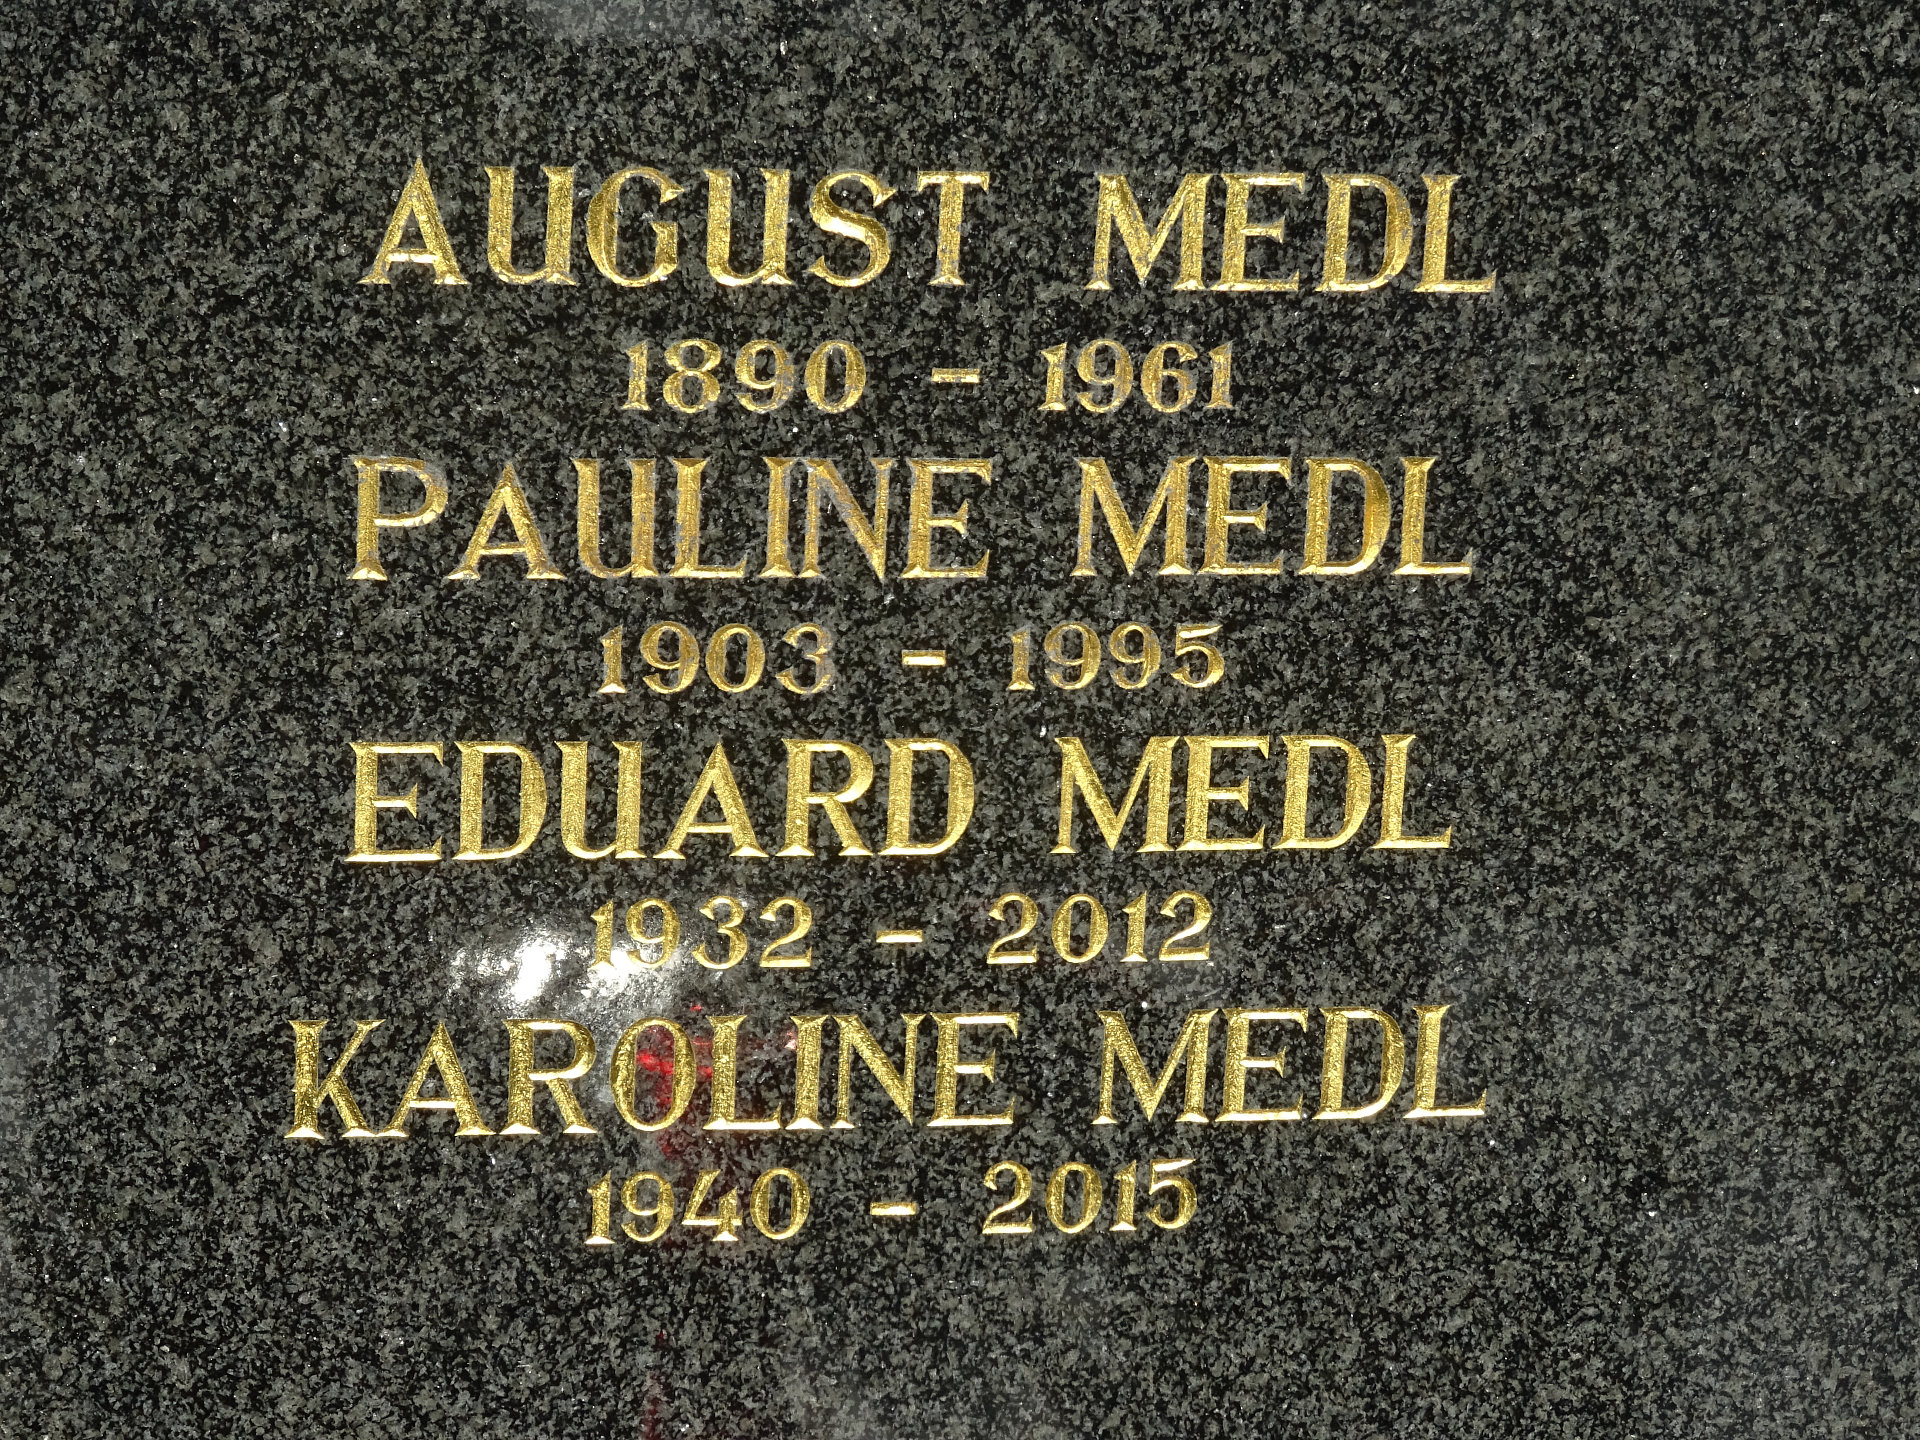 AUGUST MEDL
1890 - 1961
PAULINE MEDL
1903 - 1995
EDUARD MEDL
1932 - 2012
KAROLINE MEDL
1940 - 2015